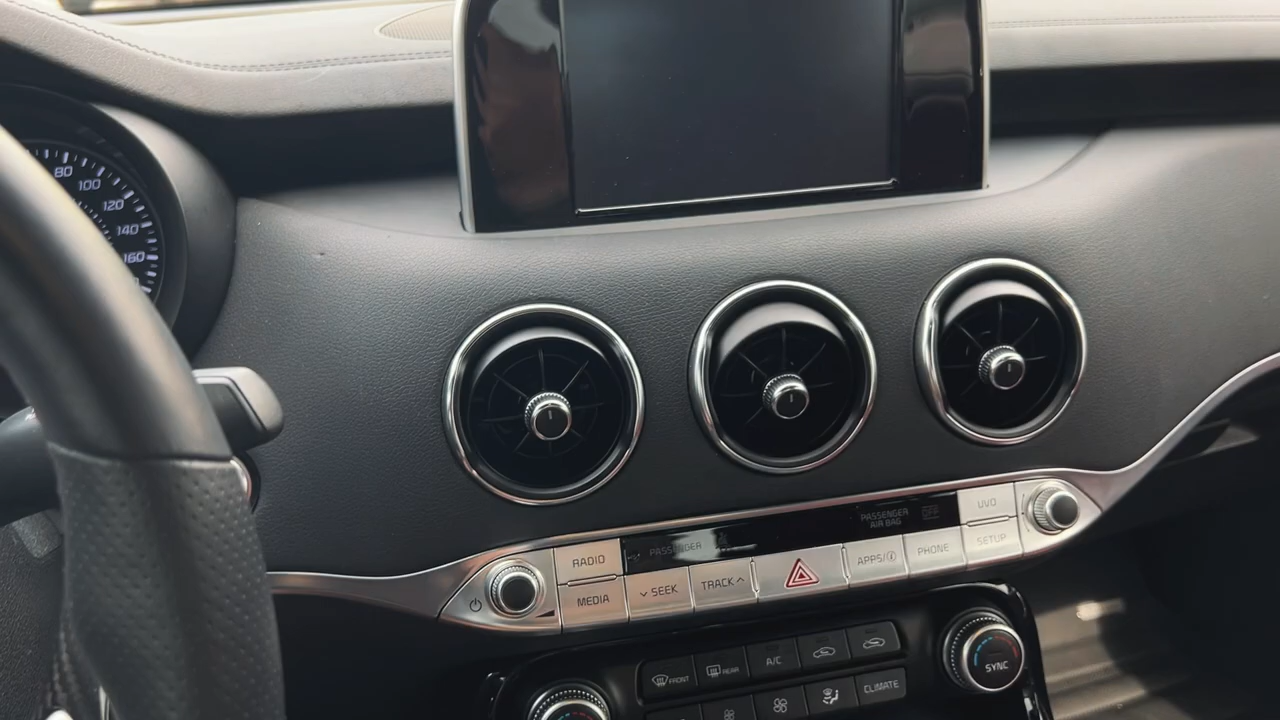 80
100
120
140
160
UVO
PASSENGER
AIR BAG
OFF
PASSENGER
RADIO
MEDIA
SEEK
TRACK
APPS/i
PHONE
SETUP
FRONT
REAR
A/C
CLIMATE
SYNC